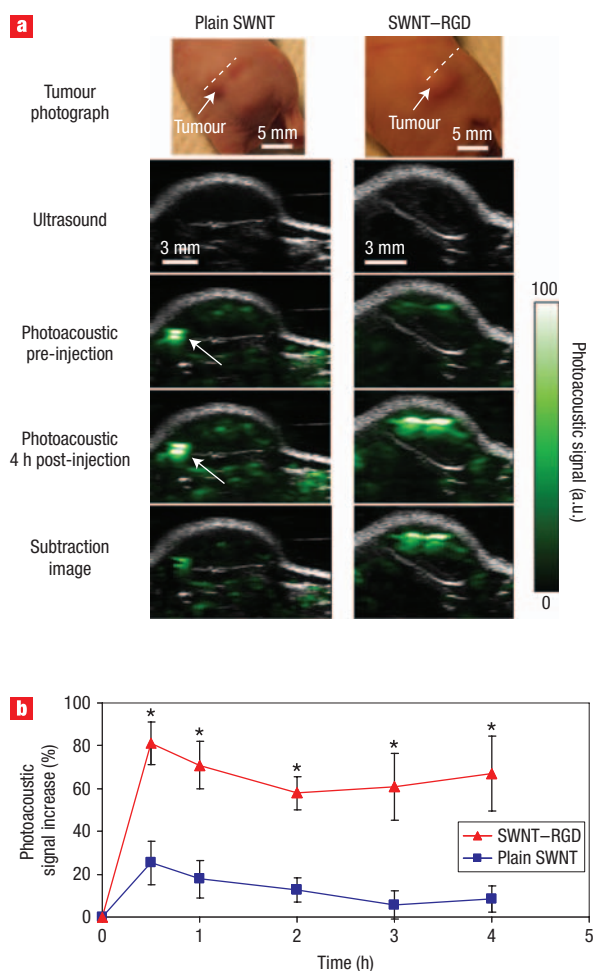 a
Plain SWNT
SWNT–RGD
Tumour
photograph
Tumour
5 mm
Tumour
5 mm
Ultrasound
3 mm
3 mm
Photoacoustic
pre-injection
Photoacoustic
4 h post-injection
Subtraction
image
100
Photoacoustic signal (a.u.)
0
b
Photoacoustic
signal increase (%)
100
80
60
40
20
0
*
*
*
*
*
SWNT–RGD
Plain SWNT
0
1
2
3
4
5
Time (h)